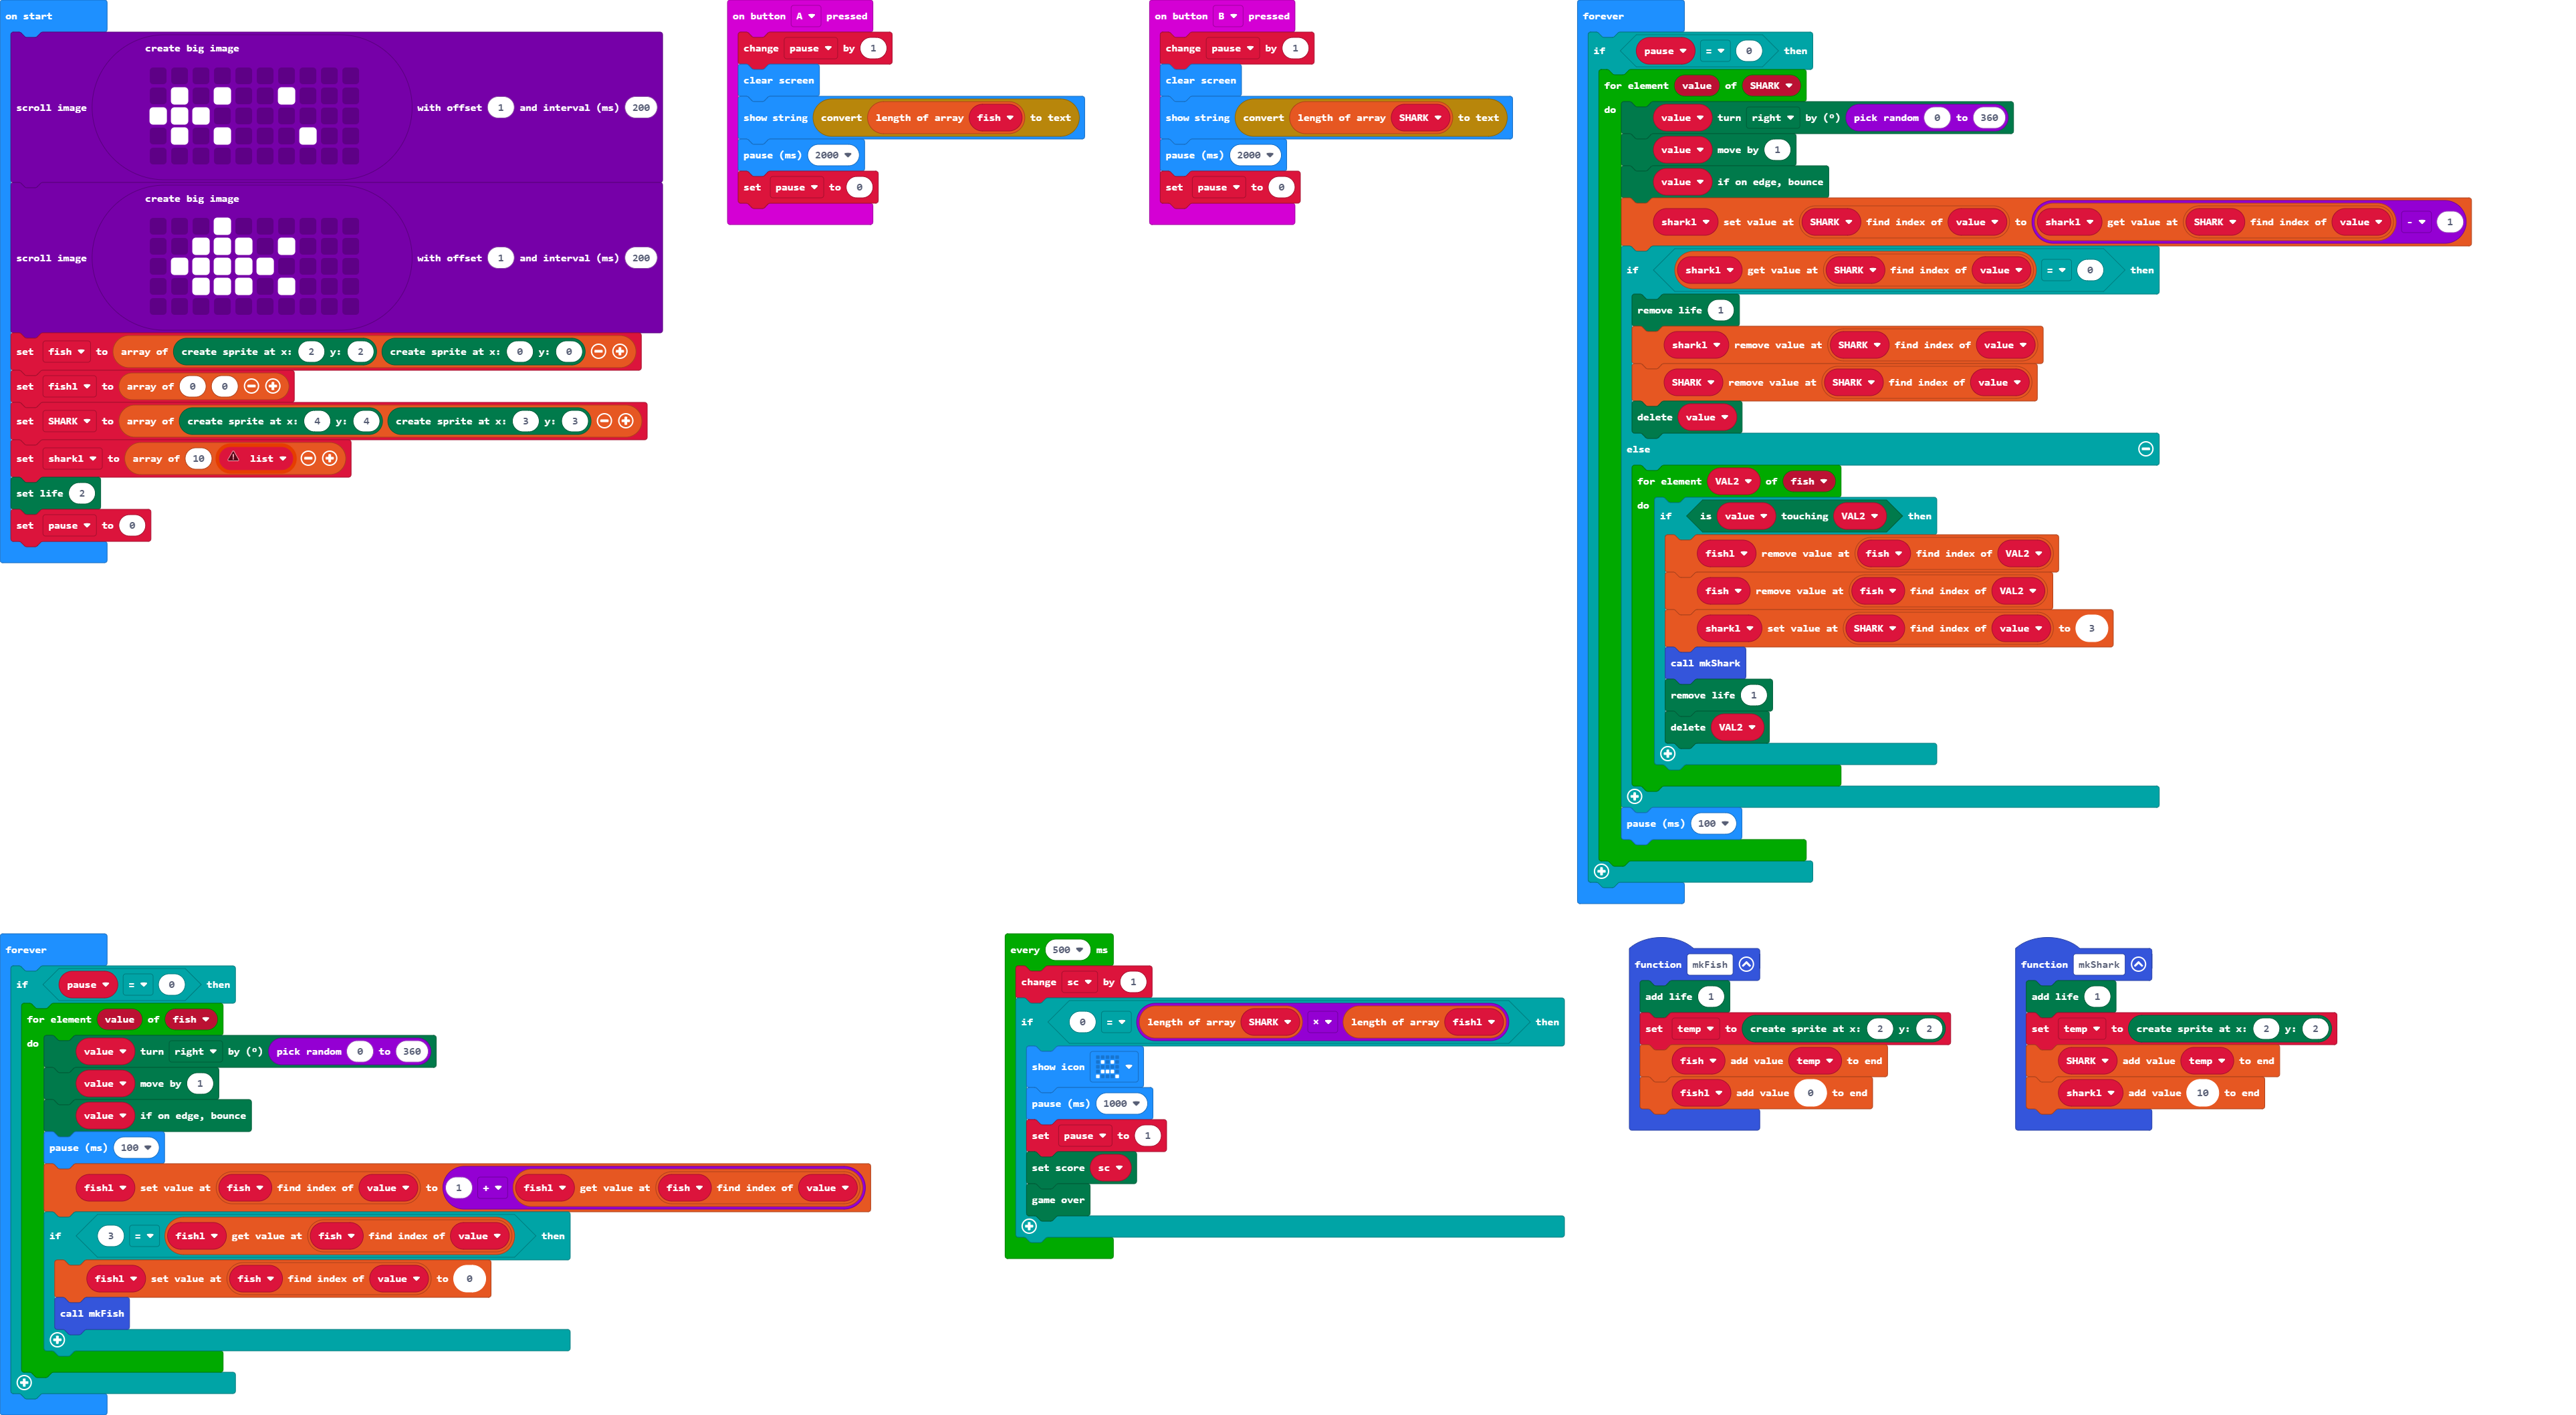 on start
create big image
scroll image with offset 1 and interval (ms) 200
create big image
scroll image with offset 1 and interval (ms) 200
set fish to array of create sprite at x: 2 y: 2 create sprite at x: 0 y: 0
set fishl to array of 0 0
set SHARK to array of create sprite at x: 4 y: 4 create sprite at x: 3 y: 3
set sharkl to array of 10 list
set life 2
set pause to 0
on button A pressed
change pause by 1
clear screen
show string convert length of array fish to text
pause (ms) 2000
set pause to 0
on button B pressed
change pause by 1
clear screen
show string convert length of array SHARK to text
pause (ms) 2000
set pause to 0
forever
if pause = 0 then
for element value of SHARK
do
value turn right by (º) pick random 0 to 360
value move by 1
value if on edge, bounce
sharkl set value at SHARK find index of value to sharkl get value at SHARK find index of value - 1
if sharkl get value at SHARK find index of value = 0 then
remove life 1
sharkl remove value at SHARK find index of value
SHARK remove value at SHARK find index of value
delete value
else
for element VAL2 of fish
do
if is value touching VAL2 then
fishl remove value at fish find index of VAL2
fish remove value at fish find index of VAL2
sharkl set value at SHARK find index of value to 3
call mkShark
remove life 1
delete VAL2
pause (ms) 100
forever
if pause = 0 then
for element value of fish
do
value turn right by (º) pick random 0 to 360
value move by 1
value if on edge, bounce
pause (ms) 100
fishl set value at fish find index of value to 1 + fishl get value at fish find index of value
if 3 = fishl get value at fish find index of value then
fishl set value at fish find index of value to 0
call mkFish
every 500 ms
change sc by 1
if 0 = length of array SHARK × length of array fishl then
show icon
pause (ms) 1000
set pause to 1
set score sc
game over
function mkFish
add life 1
set temp to create sprite at x: 2 y: 2
fish add value temp to end
fishl add value 0 to end
function mkShark
add life 1
set temp to create sprite at x: 2 y: 2
SHARK add value temp to end
sharkl add value 10 to end